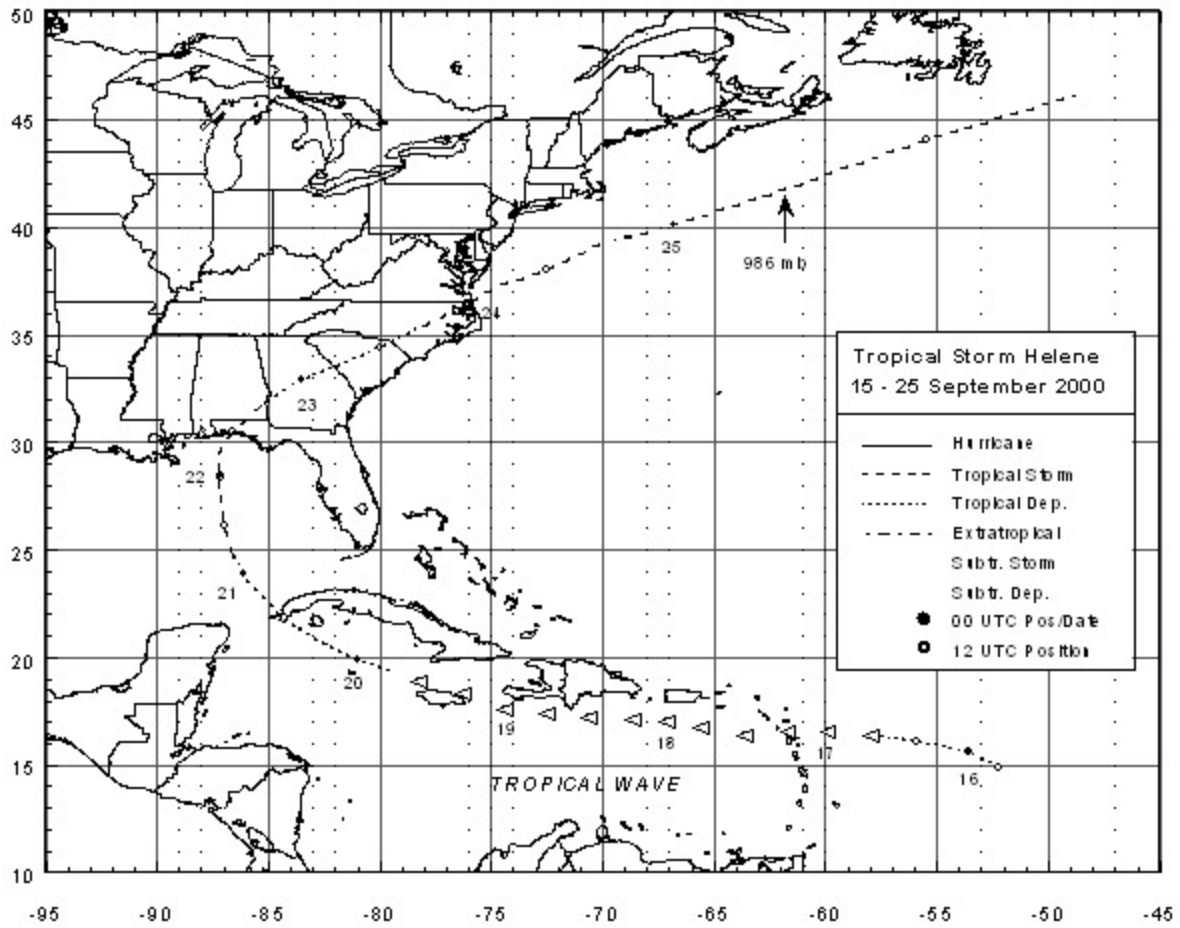 50
45
40
35
30
25
20
15
10
25
986 mb
24
23
22
21
20
19
18
17
16
TROPICAL WAVE
Tropical Storm Helene
15 - 25 September 2000
Hurricane
Tropical Storm
Tropical Dep.
Extratropical
Subtr. Storm
Subtr. Dep.
00 UTC Pos/Date
12 UTC Position
-95 -90 -85 -80 -75 -70 -65 -60 -55 -50 -45